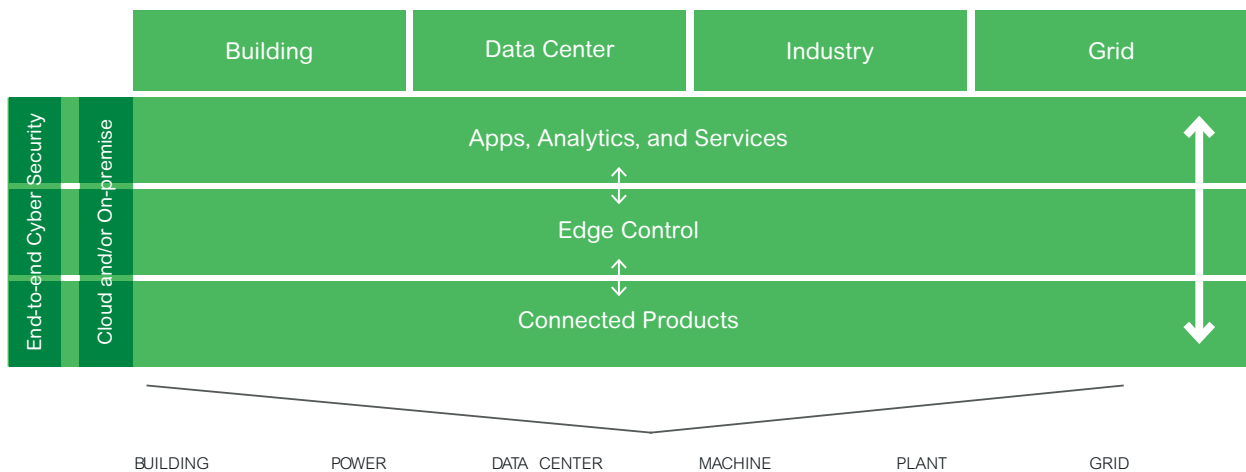 Building
Data Center
Industry
Grid
End-to-end Cyber Security
Cloud and/or On-premise
Apps, Analytics, and Services
Edge Control
Connected Products
BUILDING
POWER
DATA CENTER
MACHINE
PLANT
GRID